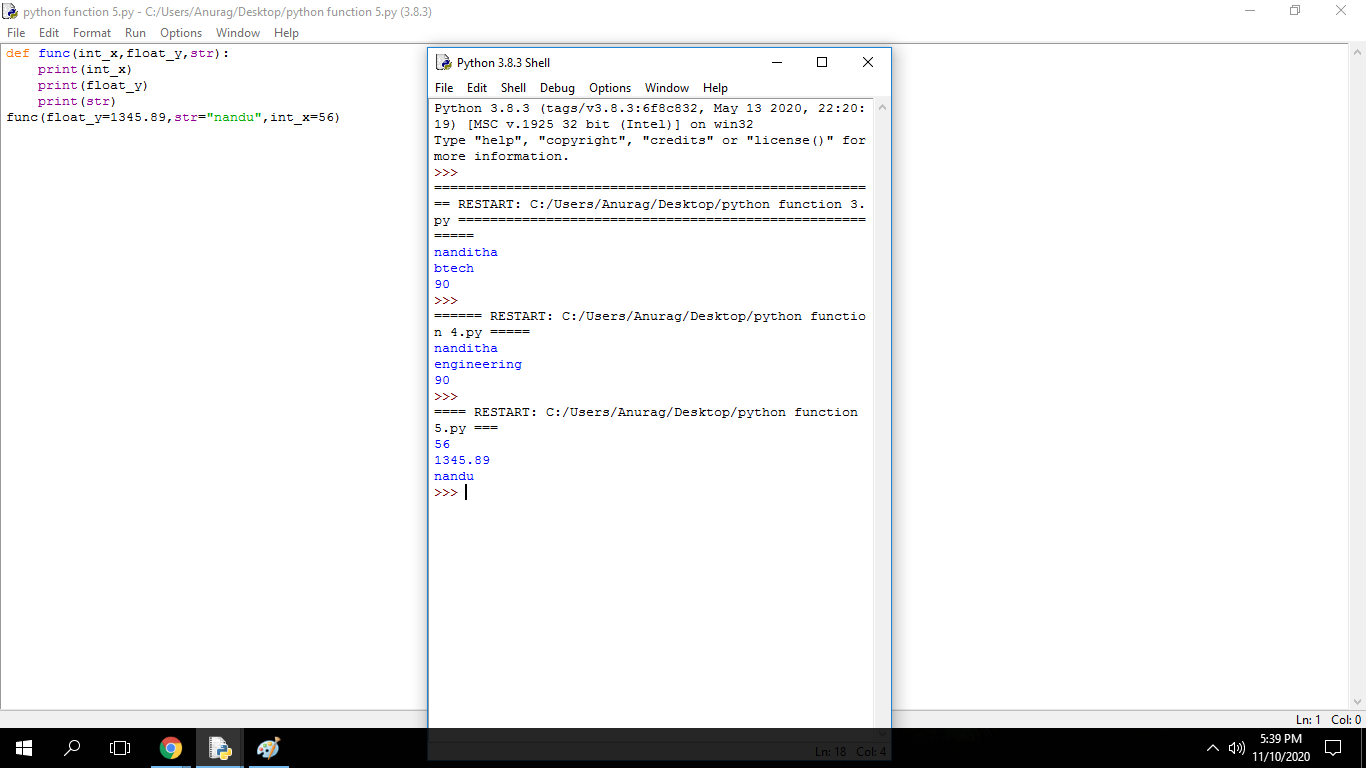 python function 5.py - C:/Users/Anurag/Desktop/python function 5.py (3.8.3)
File Edit Format Run Options Window Help
def func(int_x,float_y,str):
    print(int_x)
    print(float_y)
    print(str)
func(float_y=1345.89,str="nandu",int_x=56)
Python 3.8.3 Shell
File Edit Shell Debug Options Window Help
Python 3.8.3 (tags/v3.8.3:6f8c832, May 13 2020, 22:20:
19) [MSC v.1925 32 bit (Intel)] on win32
Type "help", "copyright", "credits" or "license()" for
more information.
>>>
======================================================
== RESTART: C:/Users/Anurag/Desktop/python function 3.
py ===================================================
=====
nanditha
btech
90
>>>
====== RESTART: C:/Users/Anurag/Desktop/python functio
n 4.py =====
nanditha
engineering
90
>>>
==== RESTART: C:/Users/Anurag/Desktop/python function
5.py ===
56
1345.89
nandu
>>>
Ln: 1 Col: 0
Ln: 18 Col: 4
5:39 PM
11/10/2020